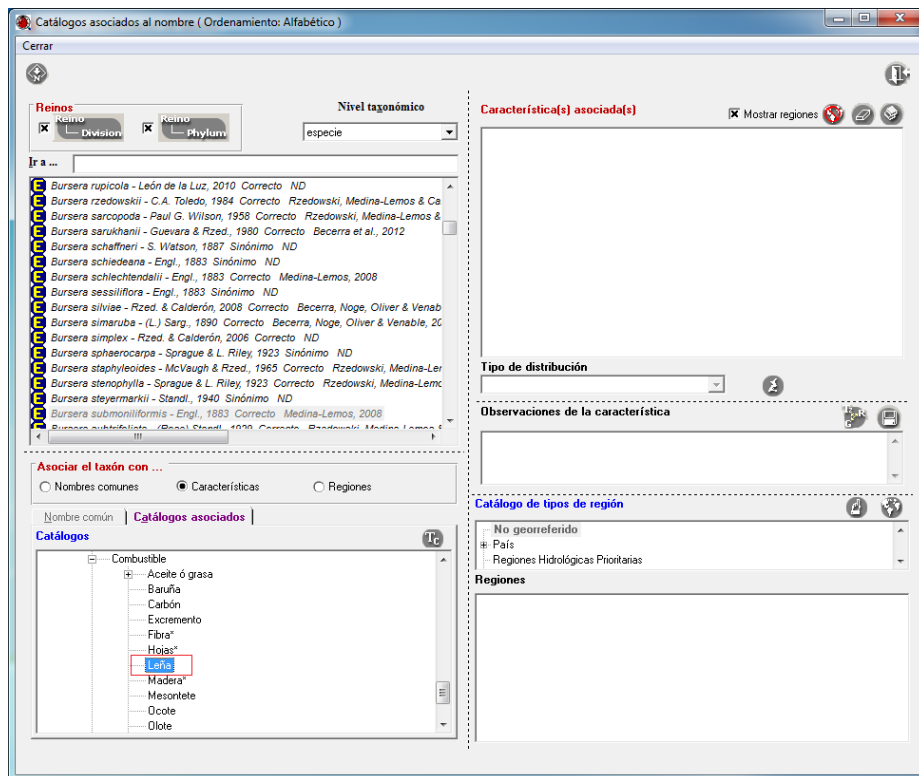 Catálogos asociados al nombre ( Ordenamiento: Alfabético )
Cerrar
Reinos
Reino
Division
Reino
Phylum
Nivel taxonómico
especie
Ir a ...
Bursera rupicola - León de la Luz, 2010 Correcto ND
Bursera rzedowskii - C.A. Toledo, 1984 Correcto Rzedowski, Medina-Lemos & Ca
Bursera sarcopoda - Paul G. Wilson, 1958 Correcto Rzedowski, Medina-Lemos &
Bursera sarukhanii - Guevara & Rzed., 1980 Correcto Becerra et al., 2012
Bursera schaffneri - S. Watson, 1887 Sinónimo ND
Bursera schiedeana - Engl., 1883 Sinónimo ND
Bursera schlechtendalii - Engl., 1883 Correcto Medina-Lemos, 2008
Bursera sessiliflora - Engl., 1883 Sinónimo ND
Bursera silviae - Rzed. & Calderón, 2008 Correcto Becerra, Noge, Oliver & Venab
Bursera simaruba - (L.) Sarg., 1890 Correcto Becerra, Noge, Oliver & Venable, 20
Bursera simplex - Rzed. & Calderón, 2006 Correcto ND
Bursera sphaerocarpa - Sprague & L. Riley, 1923 Sinónimo ND
Bursera staphyleoides - McVaugh & Rzed., 1965 Correcto Rzedowski, Medina-Ler
Bursera stenophylla - Sprague & L. Riley, 1923 Correcto Rzedowski, Medina-Lemc
Bursera steyermarkii - Standl., 1940 Sinónimo ND
Bursera submoniliformis - Engl., 1883 Correcto Medina-Lemos, 2008
Asociar el taxón con ...
Nombres comunes
Características
Regiones
Nombre común
Catálogos asociados
Catálogos
Tc
Combustible
Aceite ó grasa
Baruña
Carbón
Excremento
Fibra*
Hojas*
Leña
Madera*
Mesontete
Ocote
Olote
Característica(s) asociada(s)
Mostrar regiones
Tipo de distribución
Observaciones de la característica
Catálogo de tipos de región
No georreferido
País
Regiones Hidrológicas Prioritarias
Regiones